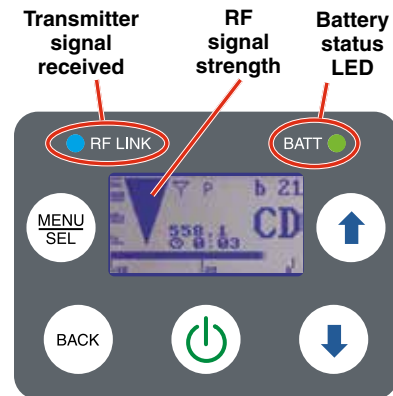 Transmitter signal received
RF signal strength
Battery status LED
RF LINK
BATT
b 21
P
CD
558.1
0:03
MENU
SEL
BACK